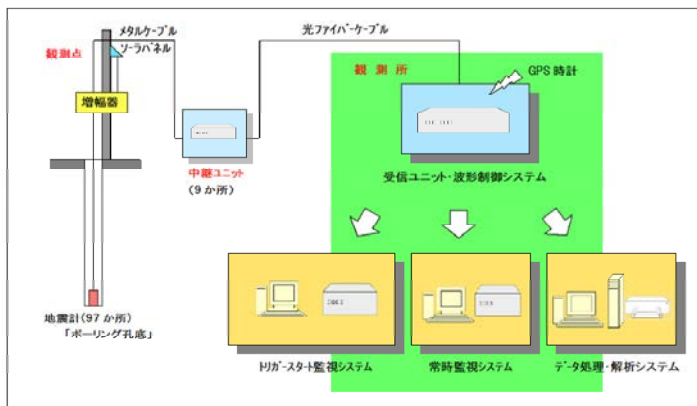 メタルケーブル
光ファイバーケーブル
観測点
ソーラパネル
観測所
GPS時計
増幅器
中継ユニット
(9か所)
受信ユニット・波形制御システム
地震計(97か所)
「ボーリング孔底」
トリガースタート監視システム
常時監視システム
データ処理・解析システム